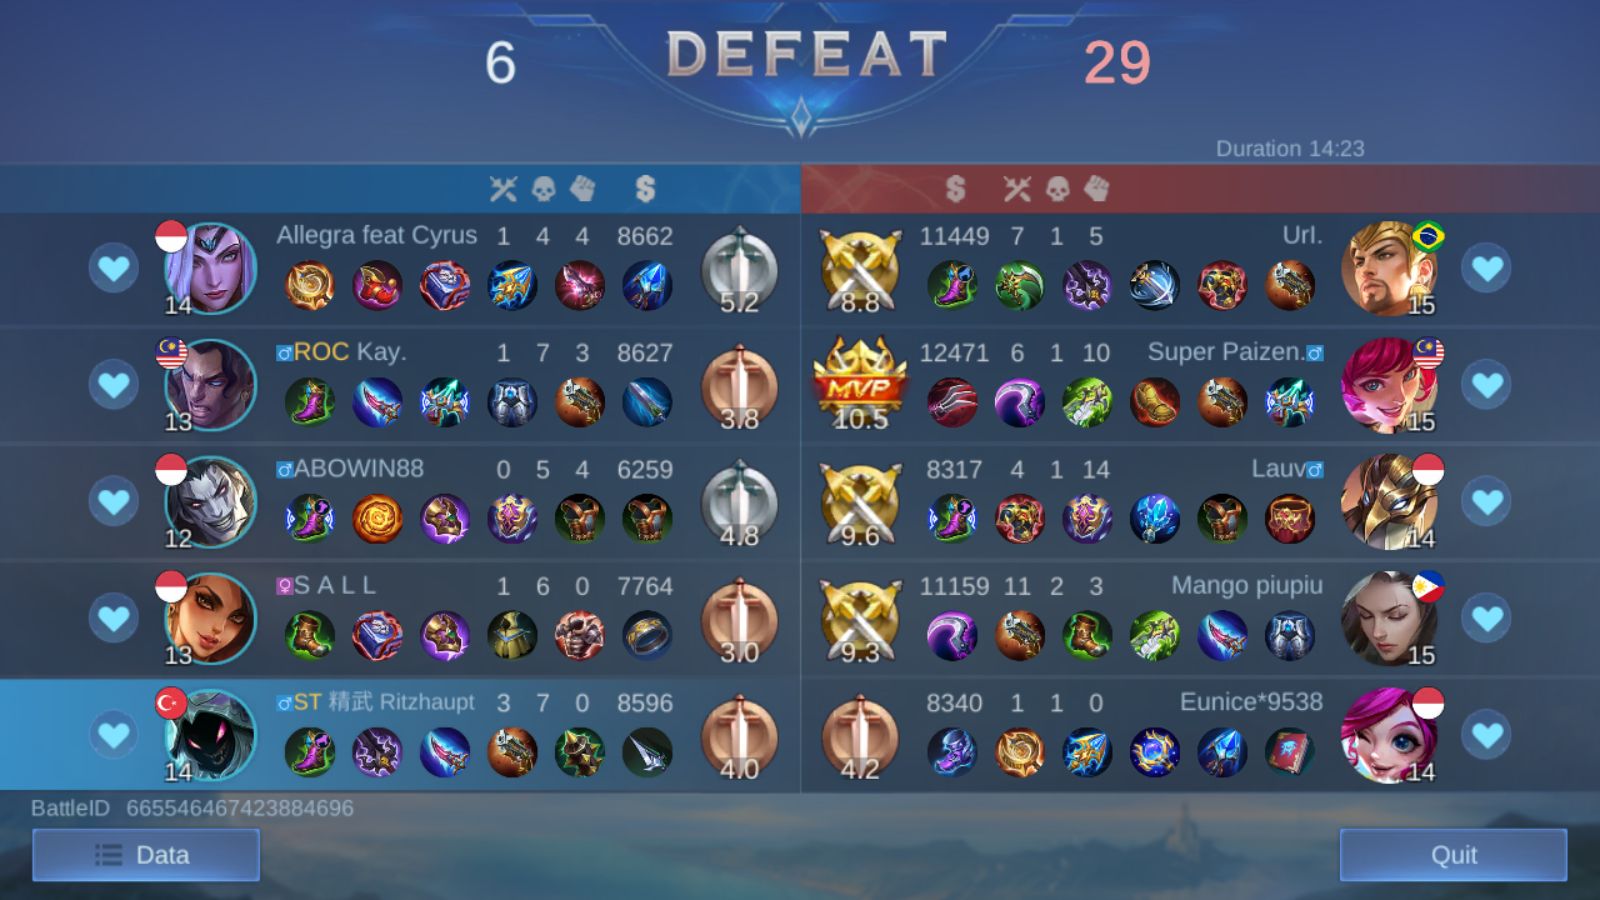 6 DEFEAT 29
Duration 14:23
Allegra feat Cyrus 1 4 4 8662
14 5.2
11449 7 1 5 Url.
8.8 15
ROC Kay. 1 7 3 8627
13 3.8
12471 6 1 10 Super Paizen.
MVP
10.5 15
ABOWIN88 0 5 4 6259
12 4.8
8317 4 1 14 Lauv
9.6 14
S A L L 1 6 0 7764
13 3.0
11159 11 2 3 Mango piupiu
9.3 15
ST 精武 Ritzhaupt 3 7 0 8596
14 4.0
8340 1 1 0 Eunice*9538
4.2 14
BattleID 665546467423884696
Data
Quit